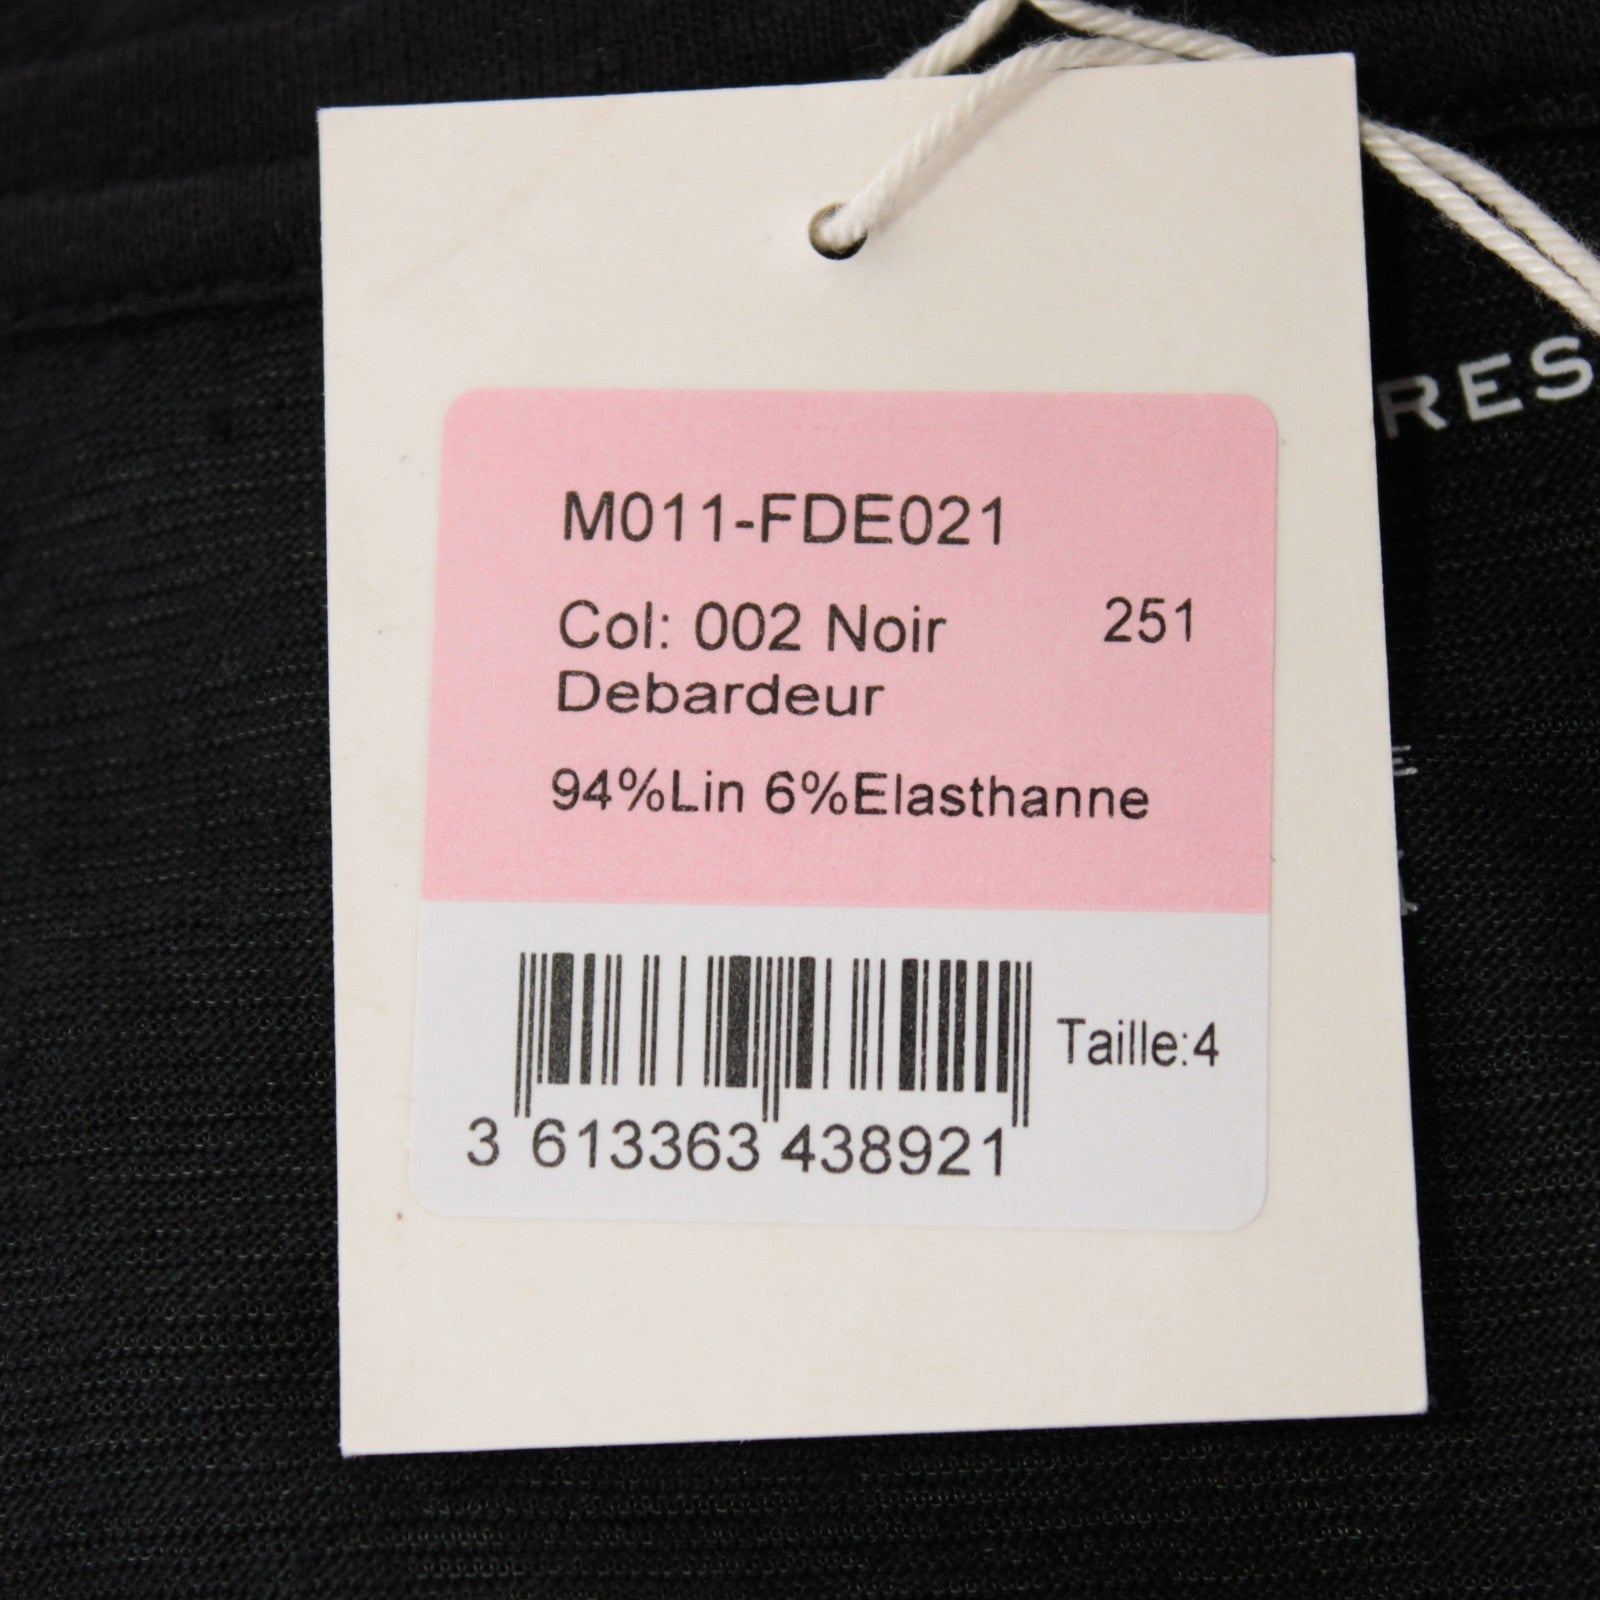 RES
M011-FDE021
Col: 002 Noir 251
Debardeur
94%Lin 6%Elasthanne
Taille:4
3 613363 438921